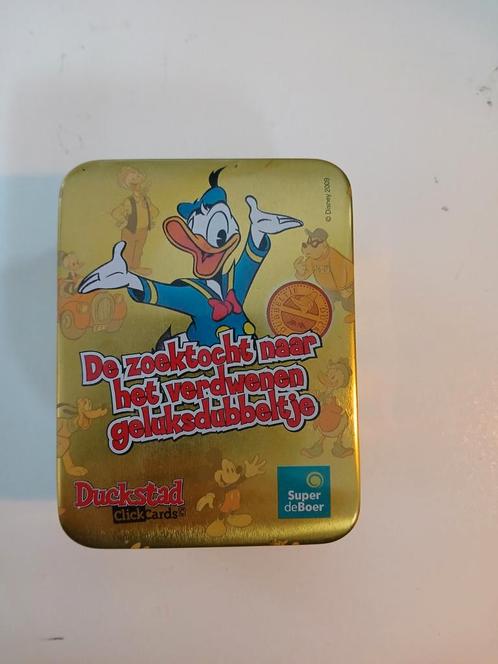 © Disney 2009
De zoektocht naar
het verdwenen
geluksdubbeltje
Duckstad
ClickCards©
Super
deBoer